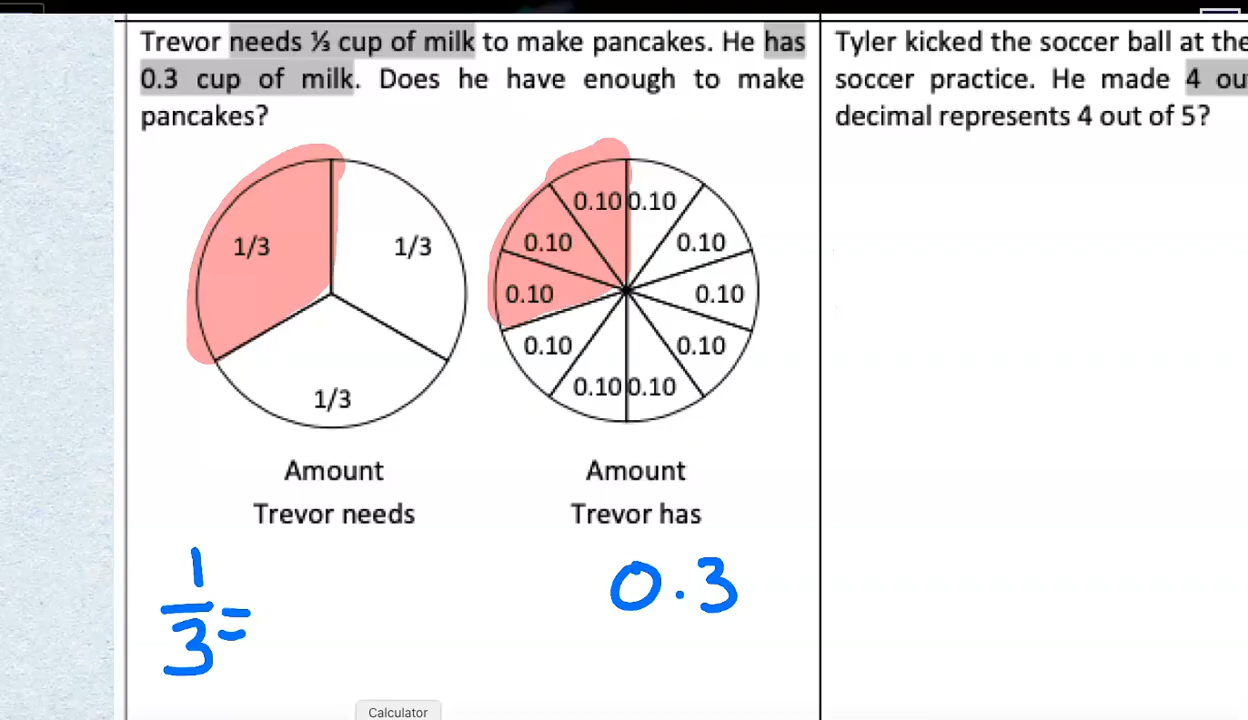 Trevor needs ⅓ cup of milk to make pancakes. He has
0.3 cup of milk. Does he have enough to make
pancakes?
1/3
1/3
1/3
0.10
0.10
0.10
0.10
0.10
0.10
0.10
0.10
0.10
0.10
Amount
Trevor needs
Amount
Trevor has
1/3=
0.3
Tyler kicked the soccer ball at the
soccer practice. He made 4 ou
decimal represents 4 out of 5?
Calculator